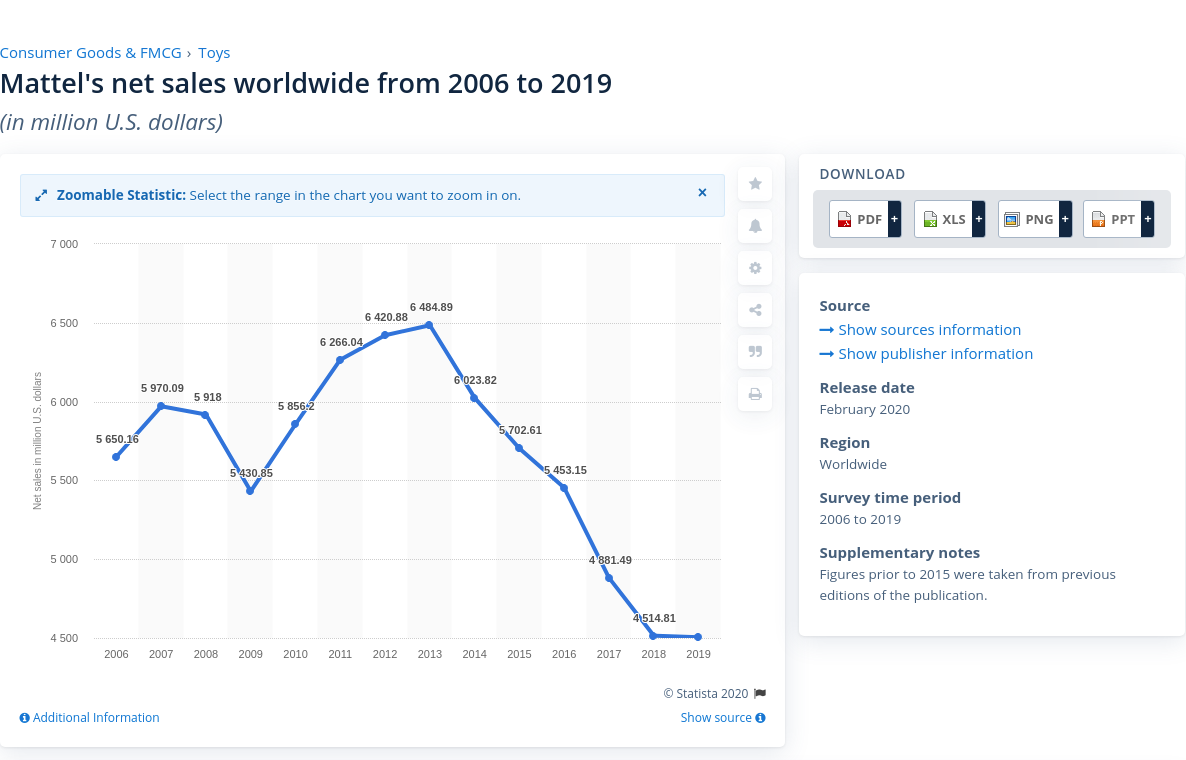 Consumer Goods & FMCG › Toys
Mattel's net sales worldwide from 2006 to 2019
(in million U.S. dollars)
Zoomable Statistic: Select the range in the chart you want to zoom in on. ×
7 000
6 500
6 000
5 500
5 000
4 500
Net sales in million U.S. dollars
5 650.16
5 970.09
5 918
5 430.85
5 856.2
6 266.04
6 420.88
6 484.89
6 023.82
5 702.61
5 453.15
4 881.49
4 514.81
2006 2007 2008 2009 2010 2011 2012 2013 2014 2015 2016 2017 2018 2019
© Statista 2020
Additional Information
Show source
DOWNLOAD
PDF + XLS + PNG + PPT +
Source
Show sources information
Show publisher information
Release date
February 2020
Region
Worldwide
Survey time period
2006 to 2019
Supplementary notes
Figures prior to 2015 were taken from previous
editions of the publication.